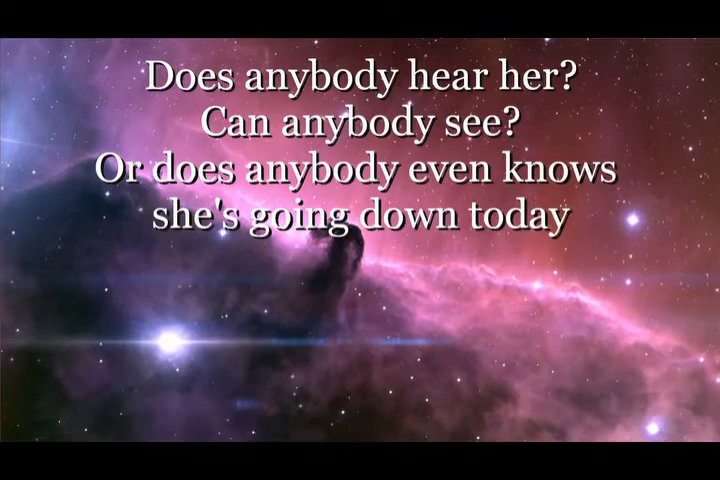 Does anybody hear her?
Can anybody see?
Or does anybody even knows
she's going down today